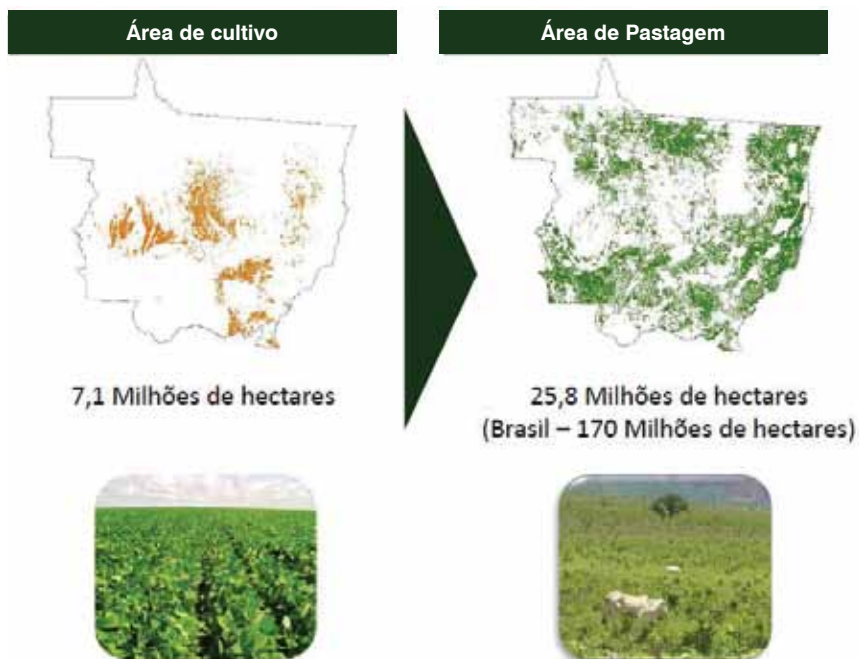 Área de cultivo
Área de Pastagem
7,1 Milhões de hectares
25,8 Milhões de hectares
(Brasil – 170 Milhões de hectares)